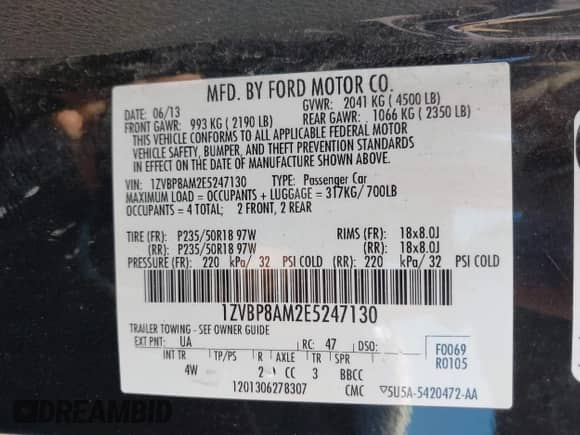 MFD. BY FORD MOTOR CO.
DATE: 06/13 GVWR: 2041 KG ( 4500 LB)
FRONT GAWR: 993 KG ( 2190 LB) REAR GAWR: 1066 KG ( 2350 LB)
THIS VEHICLE CONFORMS TO ALL APPLICABLE FEDERAL MOTOR
VEHICLE SAFETY, BUMPER, AND THEFT PREVENTION STANDARDS
IN EFFECT ON THE DATE OF MANUFACTURE SHOWN ABOVE.
VIN: 1ZVBP8AM2E5247130 TYPE: Passenger Car
MAXIMUM LOAD = OCCUPANTS + LUGGAGE = 317KG/ 700LB
OCCUPANTS = 4 TOTAL; 2 FRONT, 2 REAR
TIRE (FR): P235/50R18 97W RIMS (FR): 18x8.0J
(RR): P235/50R18 97W (RR): 18x8.0J
PRESSURE (FR): 220 kPa/ 32 PSI COLD (RR): 220 kPa/ 32 PSI COLD
1ZVBP8AM2E5247130
TRAILER TOWING - SEE OWNER GUIDE
EXT PNT: UA RC: 47 DSO: F0069
INT TR TP/PS R AXLE TR SPR R0105
4W 2 CC 3 BBCC
1201306278307 CMC ▽5U5A-5420472-AA
DREAMBID